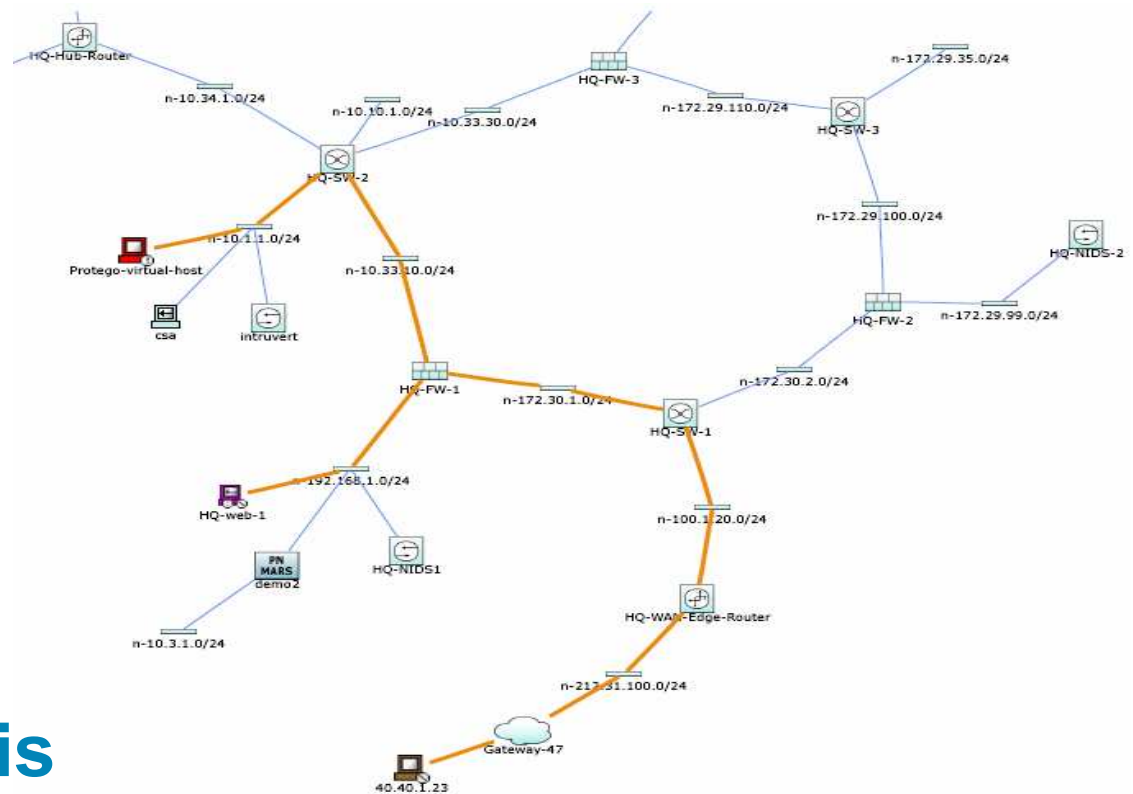 HQ-Hub-Router
n-10.34.1.0/24
n-10.10.1.0/24
n-10.33.30.0/24
HQ-FW-3
n-172.29.35.0/24
n-172.29.110.0/24
HQ-SW-3
HQ-SW-2
n-10.1.1.0/24
Protego-virtual-host
csa
intruvert
n-10.33.10.0/24
n-172.29.100.0/24
HQ-NIDS-2
HQ-FW-2
n-172.29.99.0/24
HQ-FW-1
n-172.30.1.0/24
n-172.30.2.0/24
HQ-SW-1
n-192.168.1.0/24
HQ-web-1
PN
MARS
demo2
HQ-NIDS1
n-10.3.1.0/24
n-100.1.20.0/24
HQ-WAN-Edge-Router
n-217.31.100.0/24
Gateway-47
40.40.1.23
is